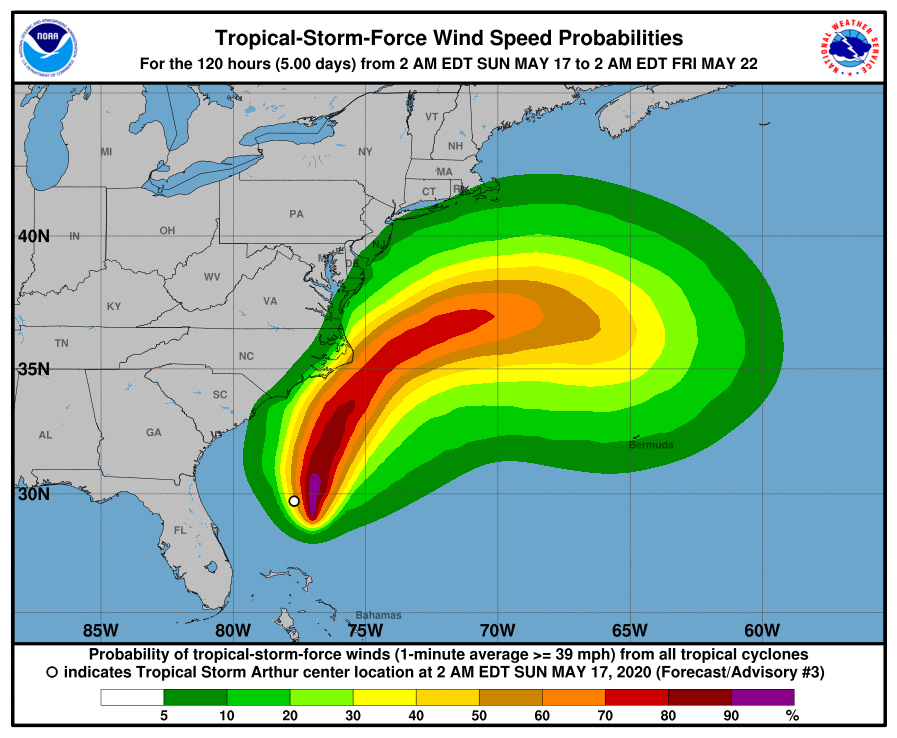 Tropical-Storm-Force Wind Speed Probabilities
For the 120 hours (5.00 days) from 2 AM EDT SUN MAY 17 to 2 AM EDT FRI MAY 22
NOAA
NATIONAL WEATHER SERVICE
VT
NH
MI
NY
MA
CT
RI
PA
NJ
40N
IN
OH
DE
WV
KY
VA
TN
NC
35N
SC
AL
GA
Bermuda
30N
FL
Bahamas
85W 80W 75W 70W 65W 60W
Probability of tropical-storm-force winds (1-minute average >= 39 mph) from all tropical cyclones
indicates Tropical Storm Arthur center location at 2 AM EDT SUN MAY 17, 2020 (Forecast/Advisory #3)
5 10 20 30 40 50 60 70 80 90 %